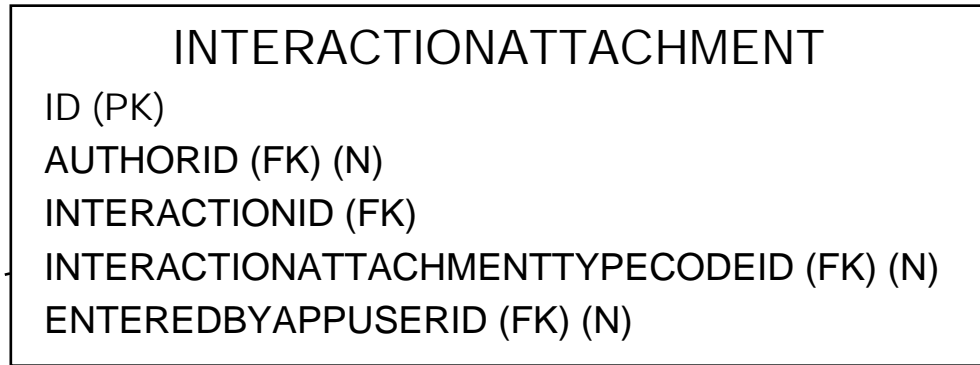 INTERACTIONATTACHMENT
ID (PK)
AUTHORID (FK) (N)
INTERACTIONID (FK)
INTERACTIONATTACHMENTTYPECODEID (FK) (N)
ENTEREDBYAPPUSERID (FK) (N)